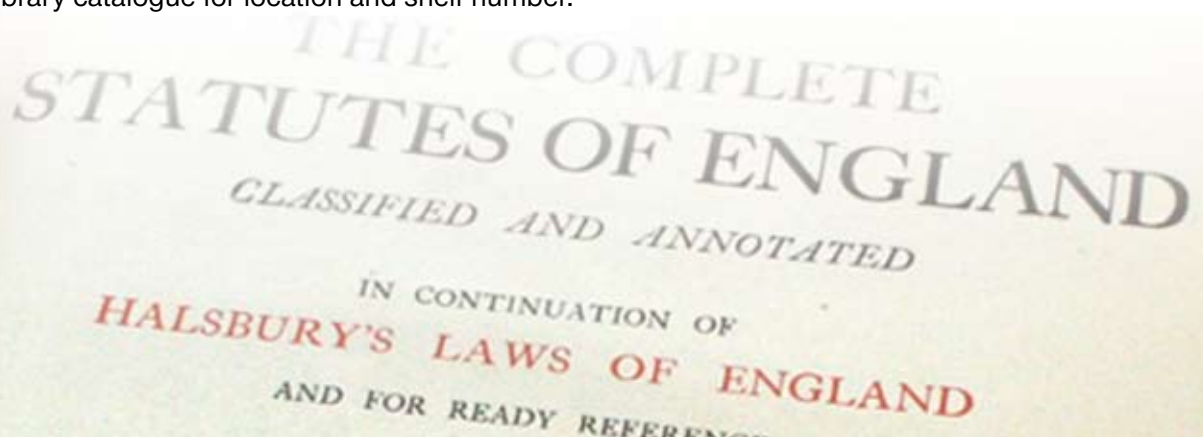 brary catalogue for location and shelf number.
THE COMPLETE
STATUTES OF ENGLAND
CLASSIFIED AND ANNOTATED
IN CONTINUATION OF
HALSBURY'S LAWS OF ENGLAND
AND FOR READY REFERENCE